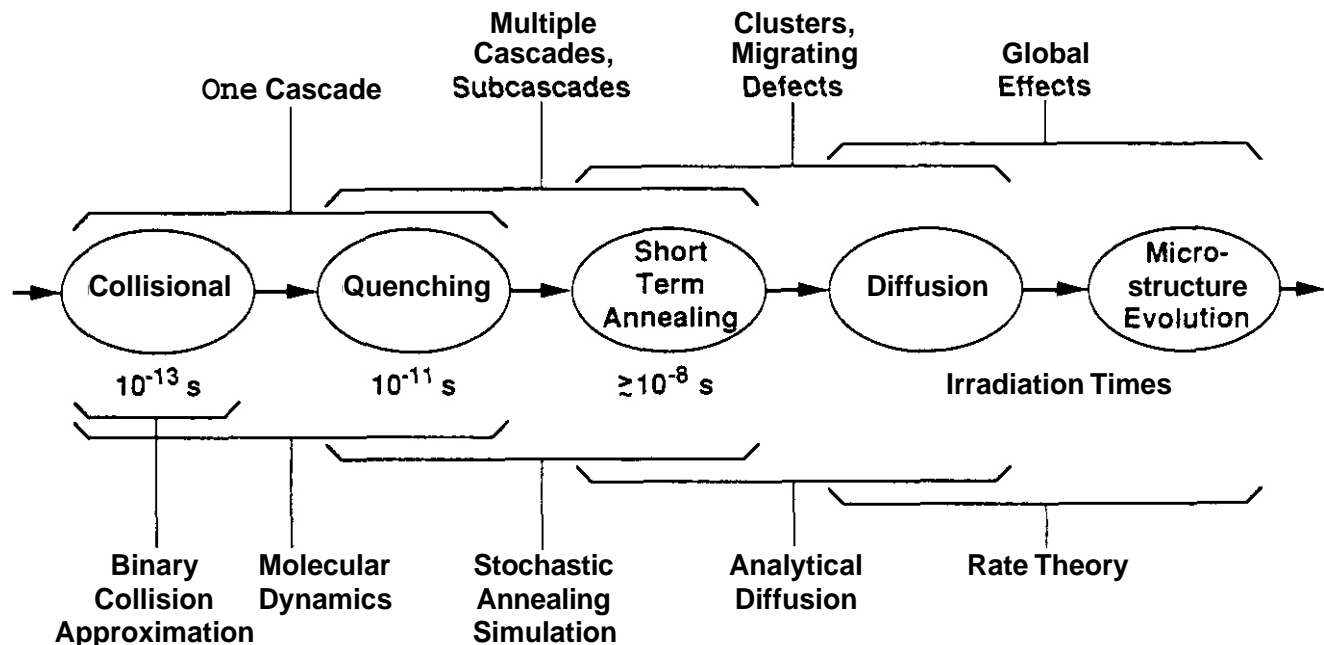 One Cascade
Multiple
Cascades,
Subcascades
Clusters,
Migrating
Defects
Global
Effects
Collisional
Quenching
Short
Term
Annealing
Diffusion
Micro-
structure
Evolution
10⁻¹³ s
10⁻¹¹ s
≳10⁻⁸ s
Irradiation Times
Binary
Collision
Approximation
Molecular
Dynamics
Stochastic
Annealing
Simulation
Analytical
Diffusion
Rate Theory